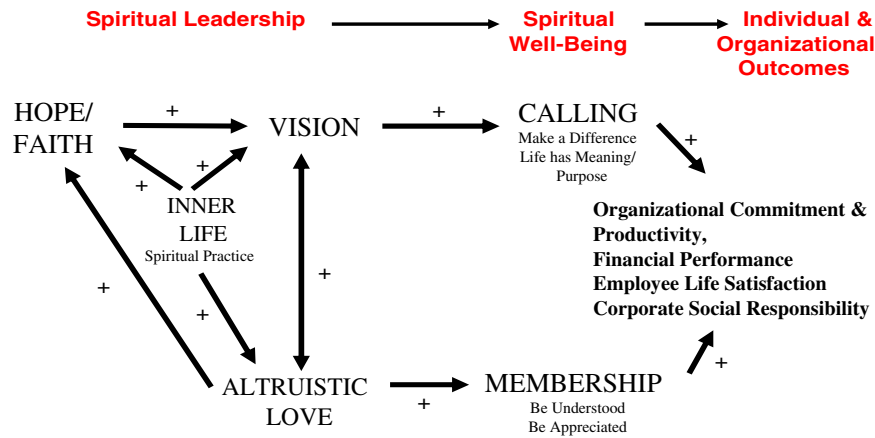 Spiritual Leadership
Spiritual
Well-Being
Individual &
Organizational
Outcomes
HOPE/
FAITH
+
VISION
+
CALLING
Make a Difference
Life has Meaning/
Purpose
+
+
+
INNER
LIFE
Spiritual Practice
Organizational Commitment &
Productivity,
Financial Performance
Employee Life Satisfaction
Corporate Social Responsibility
+
+
+
+
ALTRUISTIC
LOVE
+
MEMBERSHIP
Be Understood
Be Appreciated